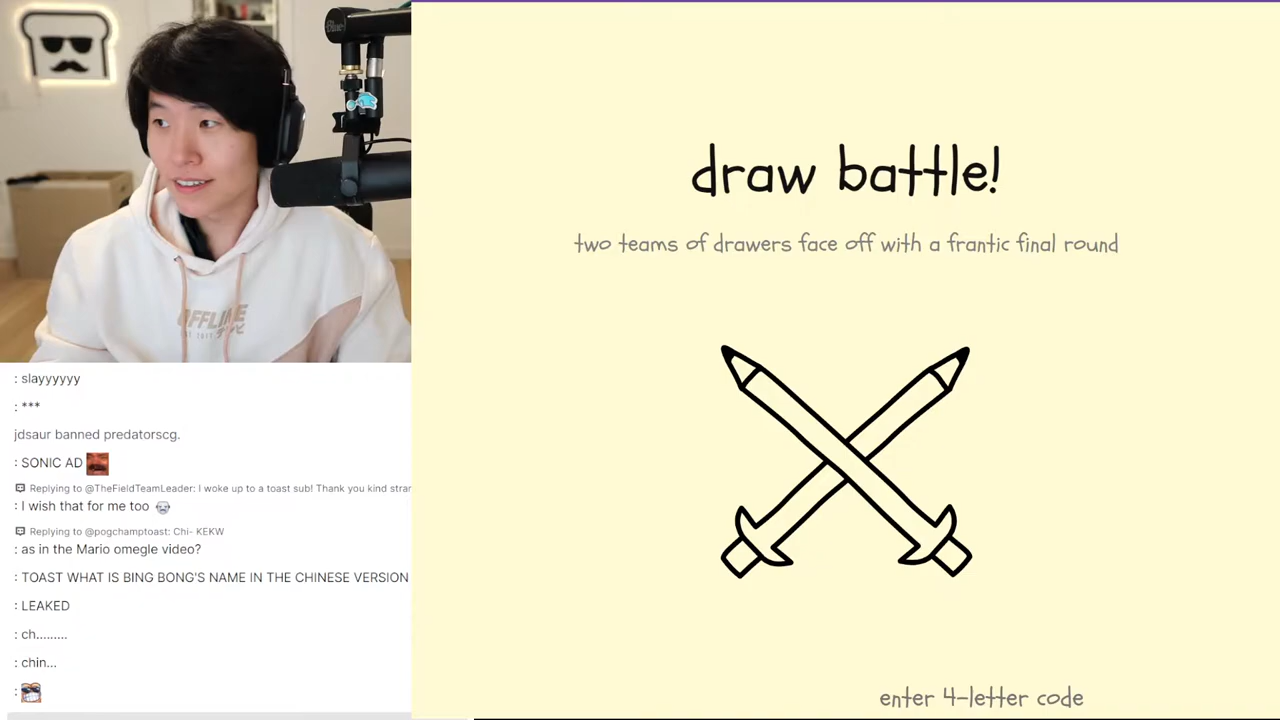 Blue
OFFLINE
draw battle!
two teams of drawers face off with a frantic final round
: slayyyyyy
: ***
jdsaur banned predatorscg.
: SONIC AD
Replying to @TheFieldTeamLeader: I woke up to a toast sub! Thank you kind stran
: I wish that for me too
Replying to @pogchamptoast: Chi- KEKW
: as in the Mario omegle video?
: TOAST WHAT IS BING BONG'S NAME IN THE CHINESE VERSION
: LEAKED
: ch.........
: chin...
:
enter 4-letter code